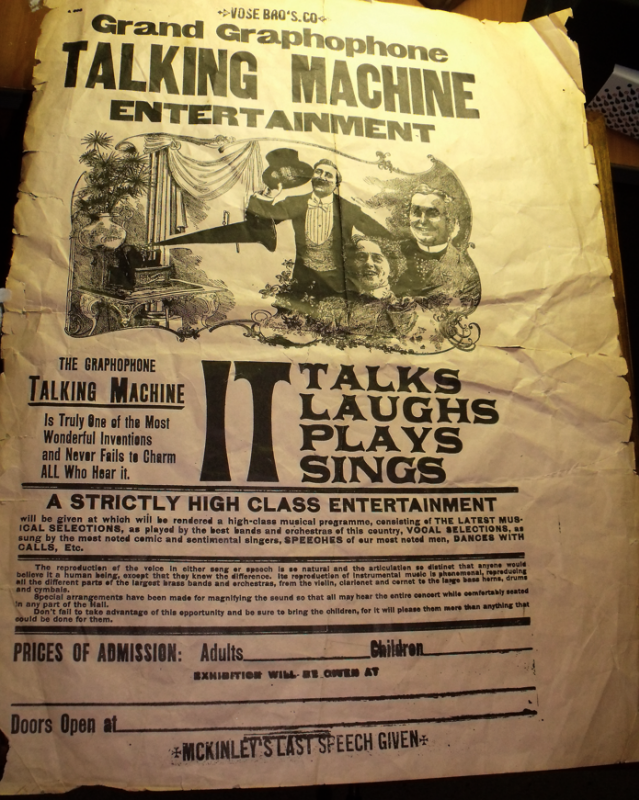 VOSE BRO'S. CO
Grand Graphophone
TALKING MACHINE
ENTERTAINMENT
THE GRAPHOPHONE
TALKING MACHINE
Is Truly One of the Most
Wonderful Inventions
and Never Fails to Charm
ALL Who Hear it.
IT
TALKS
LAUGHS
PLAYS
SINGS
A STRICTLY HIGH CLASS ENTERTAINMENT
will be given at which will be rendered a high-class musical programme, consisting of THE LATEST MUS-
ICAL SELECTIONS, as played by the best bands and orchestras of this country, VOCAL SELECTIONS, as
sung by the most noted comic and sentimental singers, SPEECHES of our most noted men, DANCES WITH
CALLS, Etc.
The reproduction of the voice in either song or speech is so natural and the articulation so distinct that anyone would
believe it a human being, except that they knew the difference. Its reproduction of instrumental music is phenomenal, reproducing
all the different parts of the largest brass bands and orchestras, from the violin, clarionet and cornet to the large bass horns, drums
and cymbals.
Special arrangements have been made for magnifying the sound so that all may hear the entire concert while comfortably seated
in any part of the Hall.
Don't fail to take advantage of this opportunity and be sure to bring the children, for it will please them more than anything that
could be done for them.
PRICES OF ADMISSION: Adults Children
EXHIBITION WILL BE GIVEN AT
Doors Open at
MCKINLEY'S LAST SPEECH GIVEN